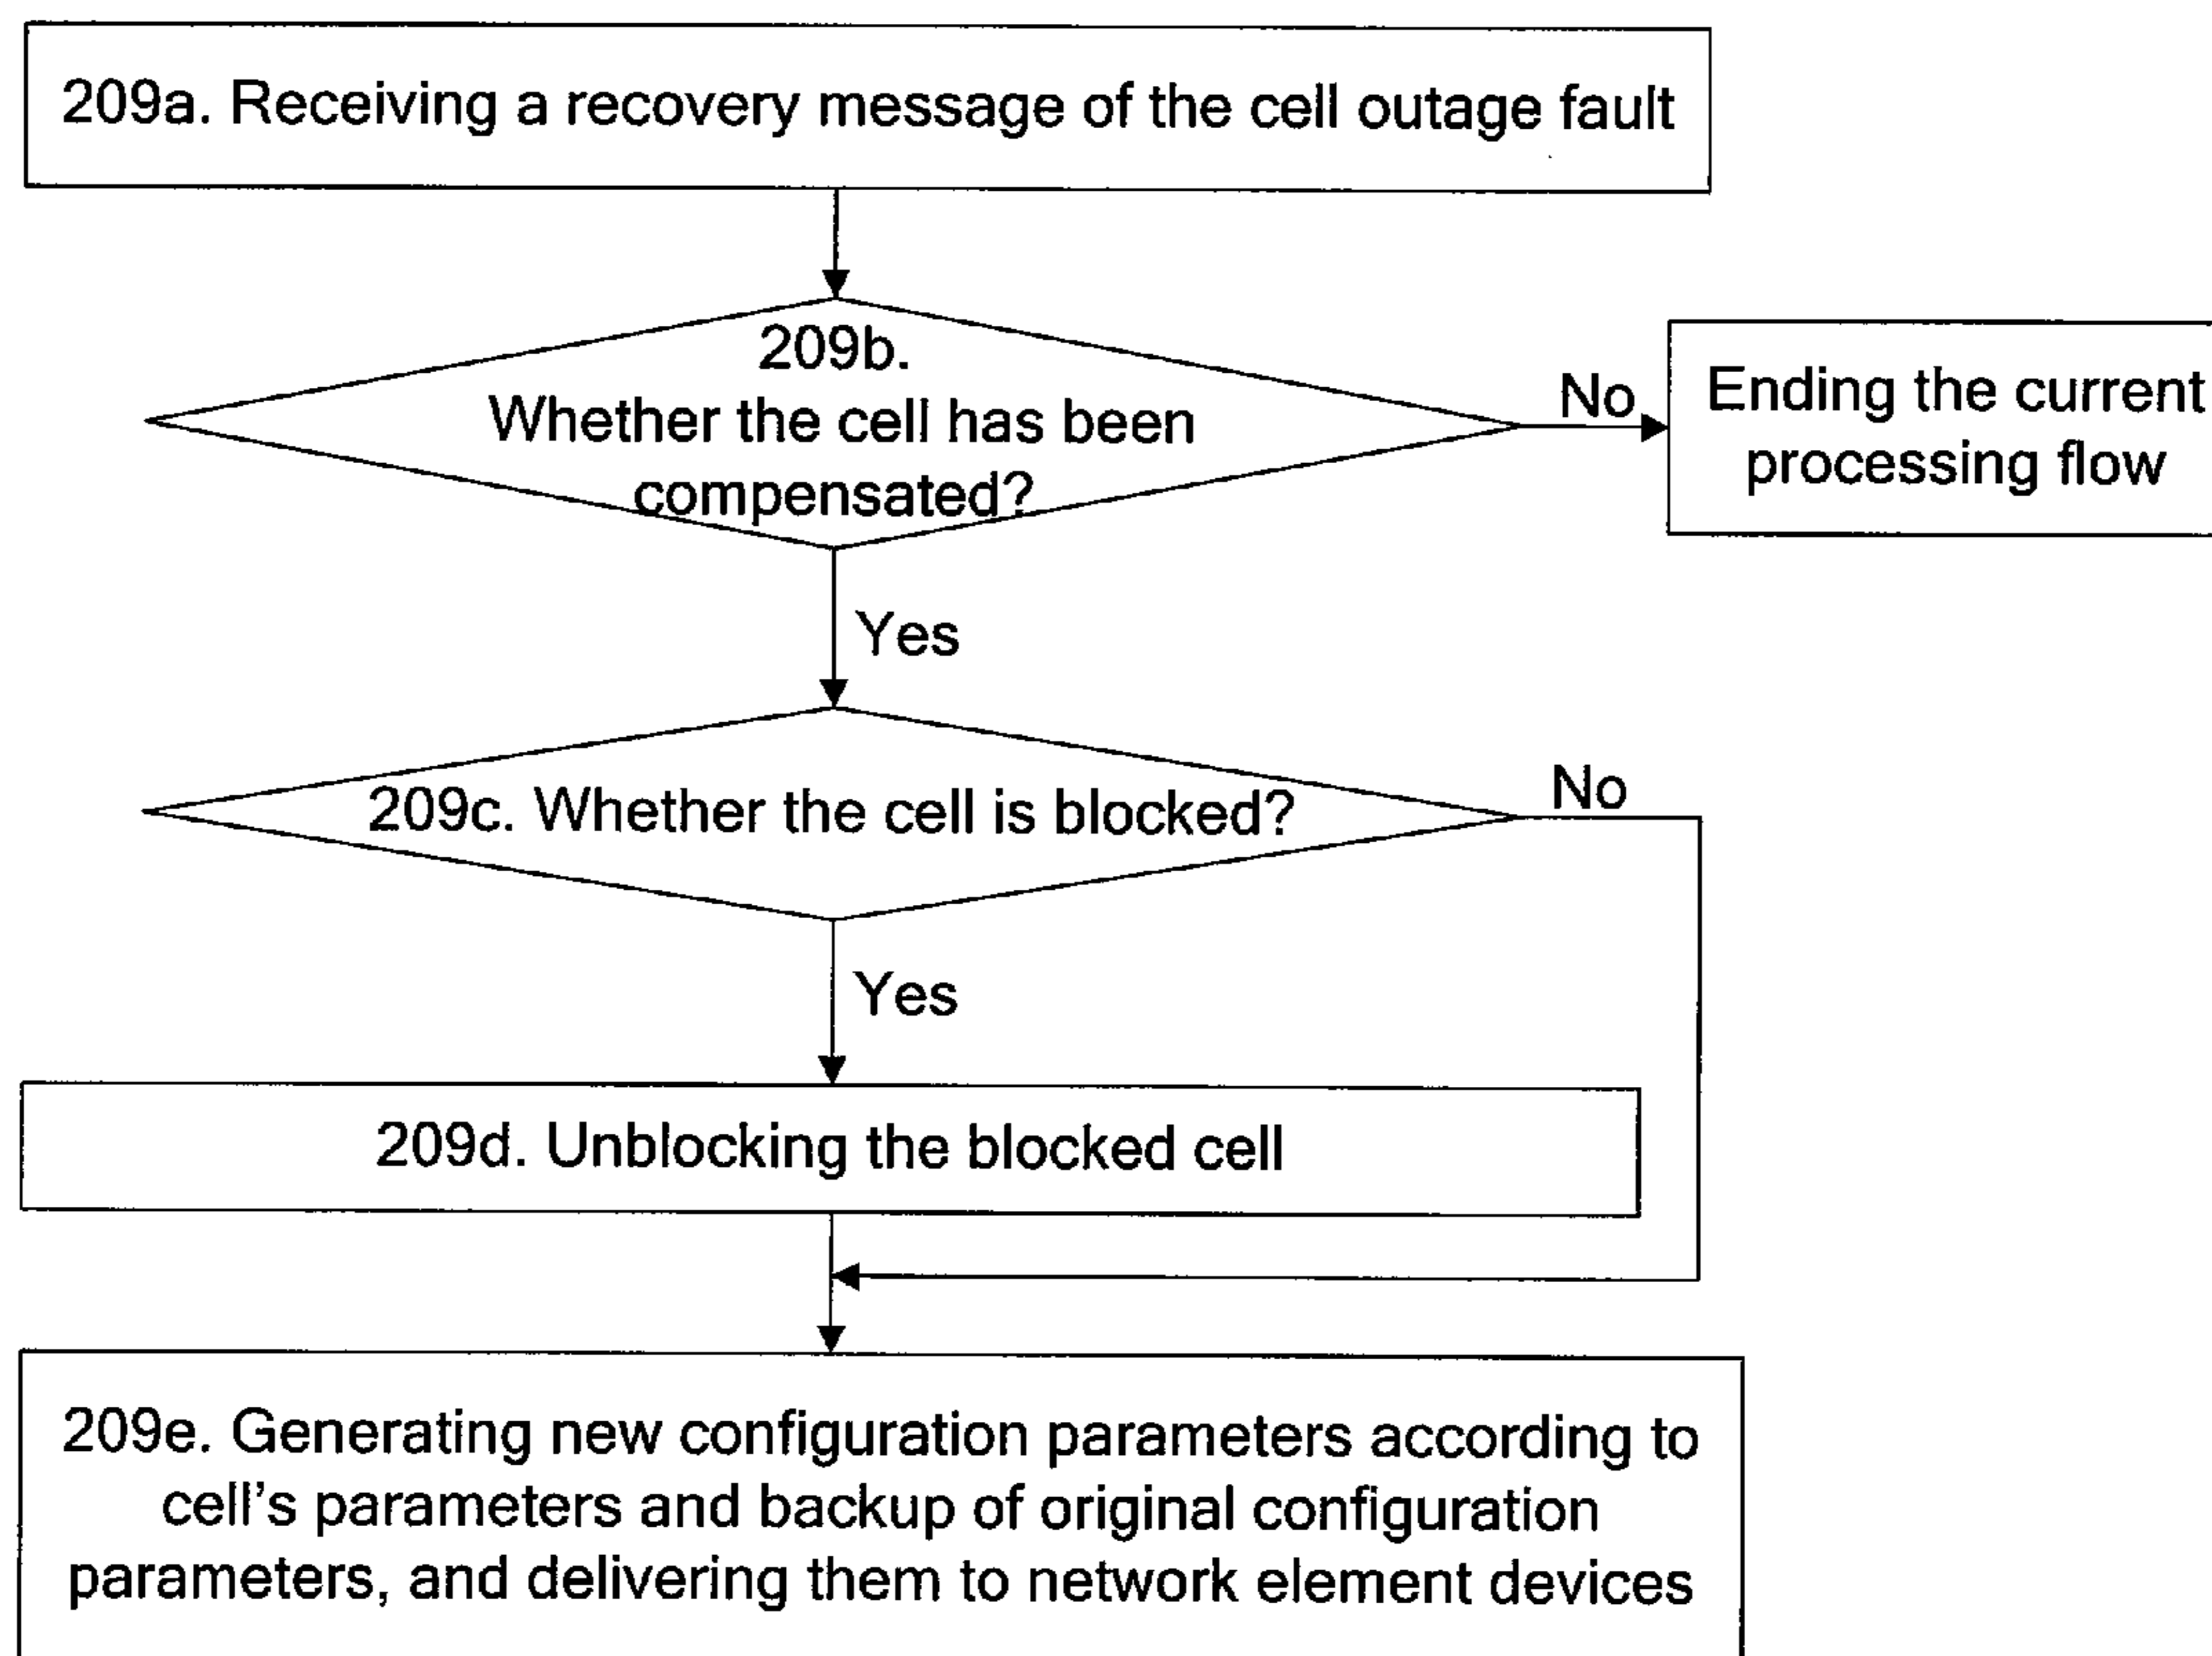 209a. Receiving a recovery message of the cell outage fault
209b.
Whether the cell has been
compensated?
No
Ending the current
processing flow
Yes
209c. Whether the cell is blocked?
No
Yes
209d. Unblocking the blocked cell
209e. Generating new configuration parameters according to
cell's parameters and backup of original configuration
parameters, and delivering them to network element devices